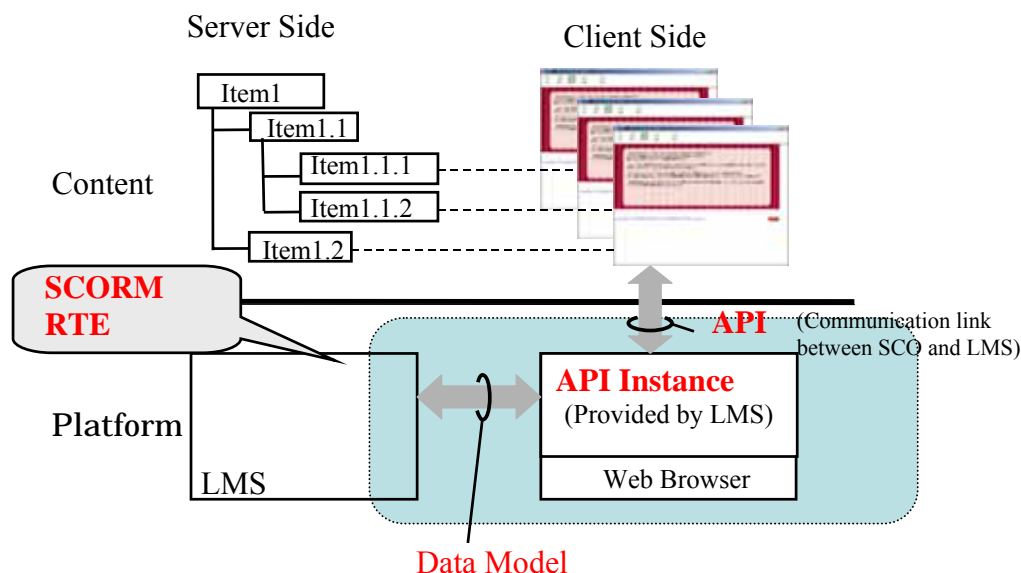 Server Side
Client Side
Item1
Item1.1
Item1.1.1
Item1.1.2
Item1.2
Content
SCORM
RTE
API
(Communication link
between SCO and LMS)
API Instance
(Provided by LMS)
Web Browser
Platform
LMS
Data Model